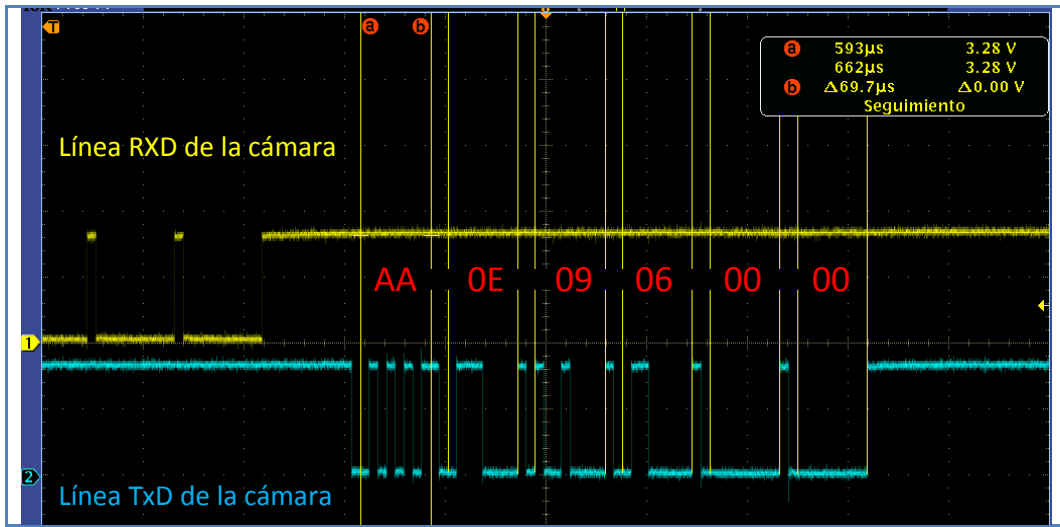 T
a
b
a 593µs 3.28 V
662µs 3.28 V
b Δ69.7µs Δ0.00 V
Seguimiento
Línea RXD de la cámara
AA 0E 09 06 00 00
1
2
Línea TxD de la cámara